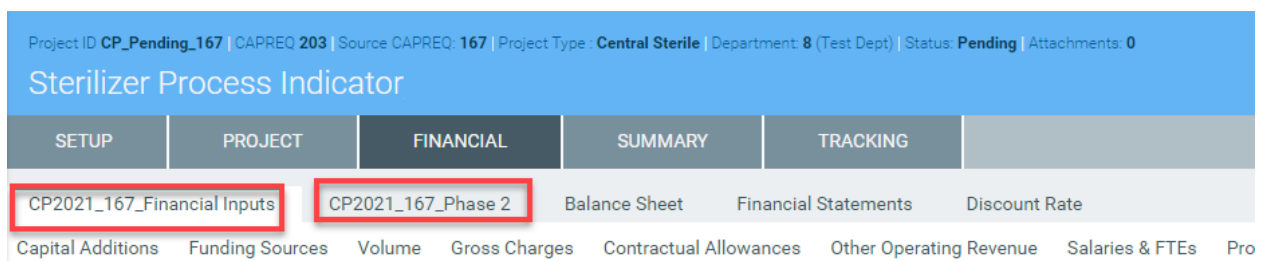 Project ID CP_Pending_167 | CAPREQ 203 | Source CAPREQ: 167 | Project Type : Central Sterile | Department: 8 (Test Dept) | Status: Pending | Attachments: 0
Sterilizer Process Indicator
SETUP PROJECT FINANCIAL SUMMARY TRACKING
CP2021_167_Financial Inputs CP2021_167_Phase 2 Balance Sheet Financial Statements Discount Rate
Capital Additions Funding Sources Volume Gross Charges Contractual Allowances Other Operating Revenue Salaries & FTEs Pro